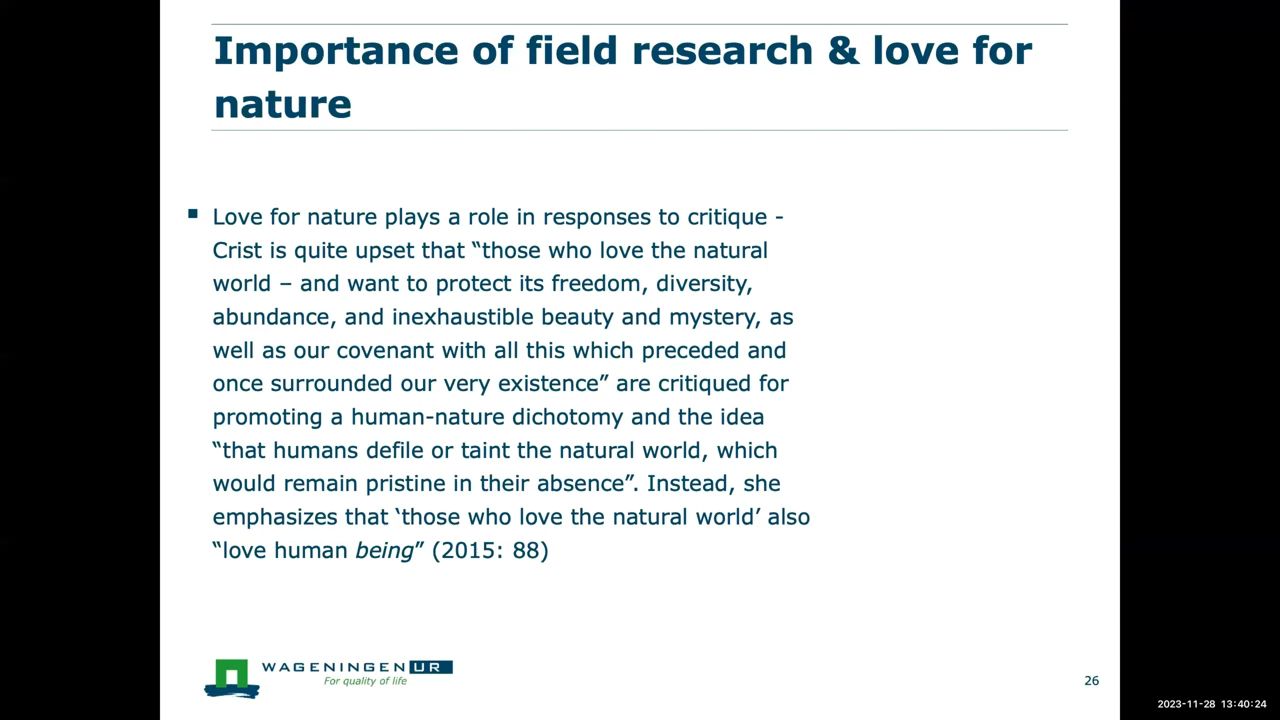 Importance of field research & love for
nature
▪ Love for nature plays a role in responses to critique -
Crist is quite upset that “those who love the natural
world – and want to protect its freedom, diversity,
abundance, and inexhaustible beauty and mystery, as
well as our covenant with all this which preceded and
once surrounded our very existence” are critiqued for
promoting a human-nature dichotomy and the idea
“that humans defile or taint the natural world, which
would remain pristine in their absence”. Instead, she
emphasizes that ‘those who love the natural world’ also
“love human being” (2015: 88)
WAGENINGEN UR
For quality of life
26
2023-11-28 13:40:24